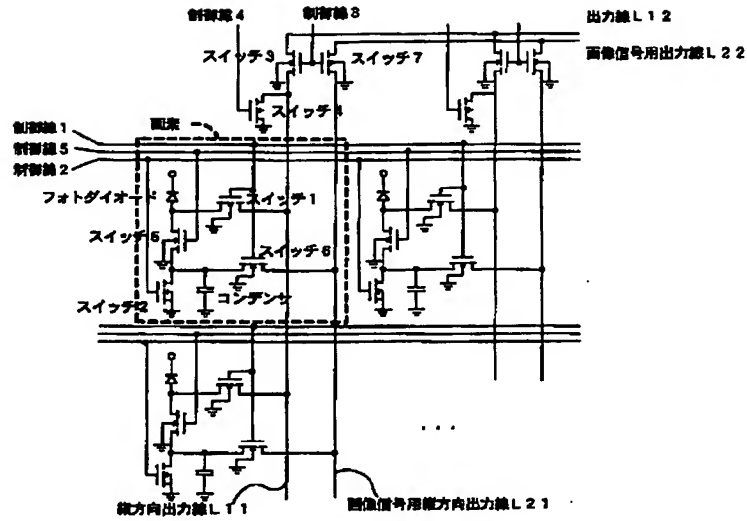 制御線4
制御線3
出力線L12
スイッチ3
スイッチ7
画像信号用出力線L22
スイッチ4
制御線1
画素
制御線5
制御線2
フォトダイオード
スイッチ1
スイッチ5
スイッチ6
スイッチ2
コンデンサ
・・・
縦方向出力線L11
画像信号用縦方向出力線L21